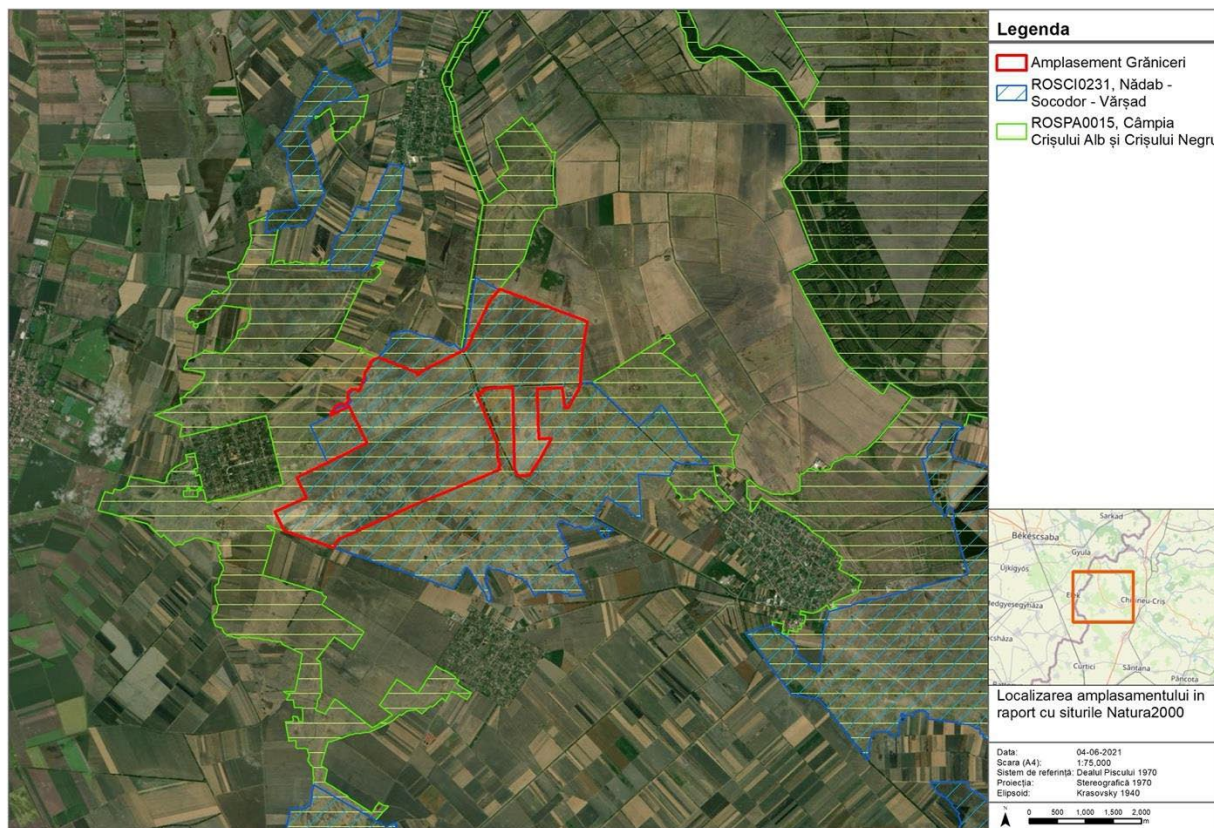 Legenda
Amplasement Grăniceri
ROSCI0231, Nădab -
Socodor - Vărșad
ROSPA0015, Câmpia
Crișului Alb și Crișului Negru
Sarkad
Békéscsaba
Gyula
Újkígyós
Elek
Chișineu-Criș
Medgyesegyháza
Curtici
Sântana
Pâncota
Localizarea amplasamentului in
raport cu siturile Natura2000
Data: 04-06-2021
Scara (A4): 1:75,000
Sistem de referință: Dealul Piscului 1970
Proiecția: Stereografică 1970
Elipsoid: Krasovsky 1940
0 500 1,000 1,500 2,000
m